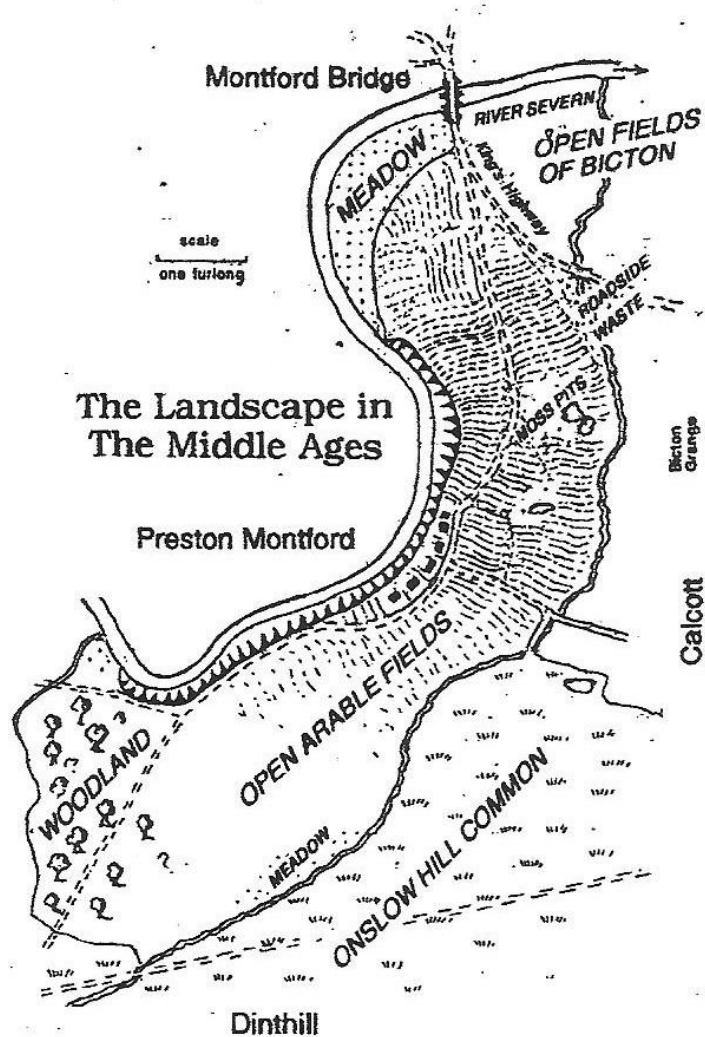 Montford Bridge
RIVER SEVERN
OPEN FIELDS
OF BICTON
MEADOW
King's Highway
scale
one furlong
ROADSIDE
WASTE
The Landscape in
The Middle Ages
MOSS PITS
Bicton
Grange
Preston Montford
Calcott
OPEN ARABLE FIELDS
WOODLAND
MEADOW
ONSLOW HILL COMMON
Dinthill